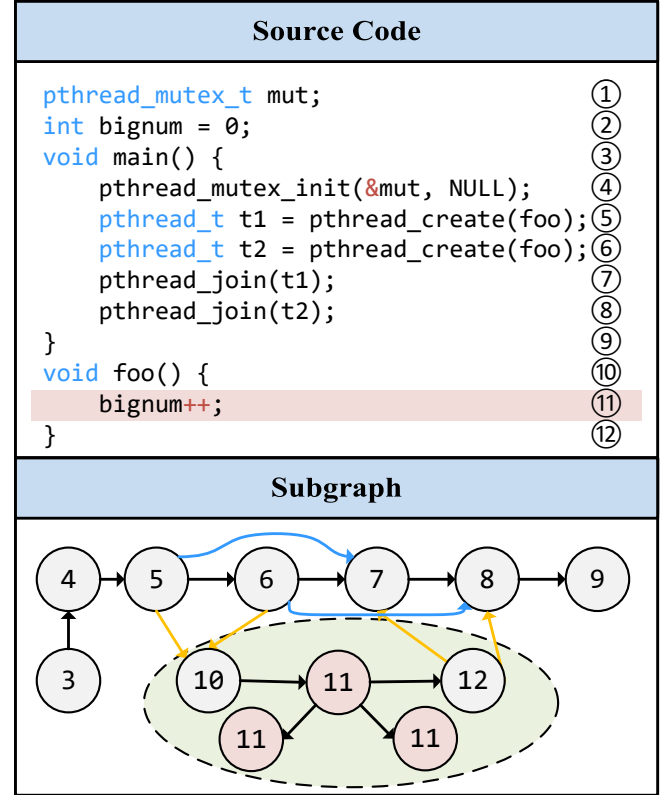 Source Code
pthread_mutex_t mut; ①
int bignum = 0; ②
void main() { ③
pthread_mutex_init(&mut, NULL); ④
pthread_t t1 = pthread_create(foo); ⑤
pthread_t t2 = pthread_create(foo); ⑥
pthread_join(t1); ⑦
pthread_join(t2); ⑧
} ⑨
void foo() { ⑩
bignum++; ⑪
} ⑫
Subgraph
4 5 6 7 8 9
3 10 11 12
11 11